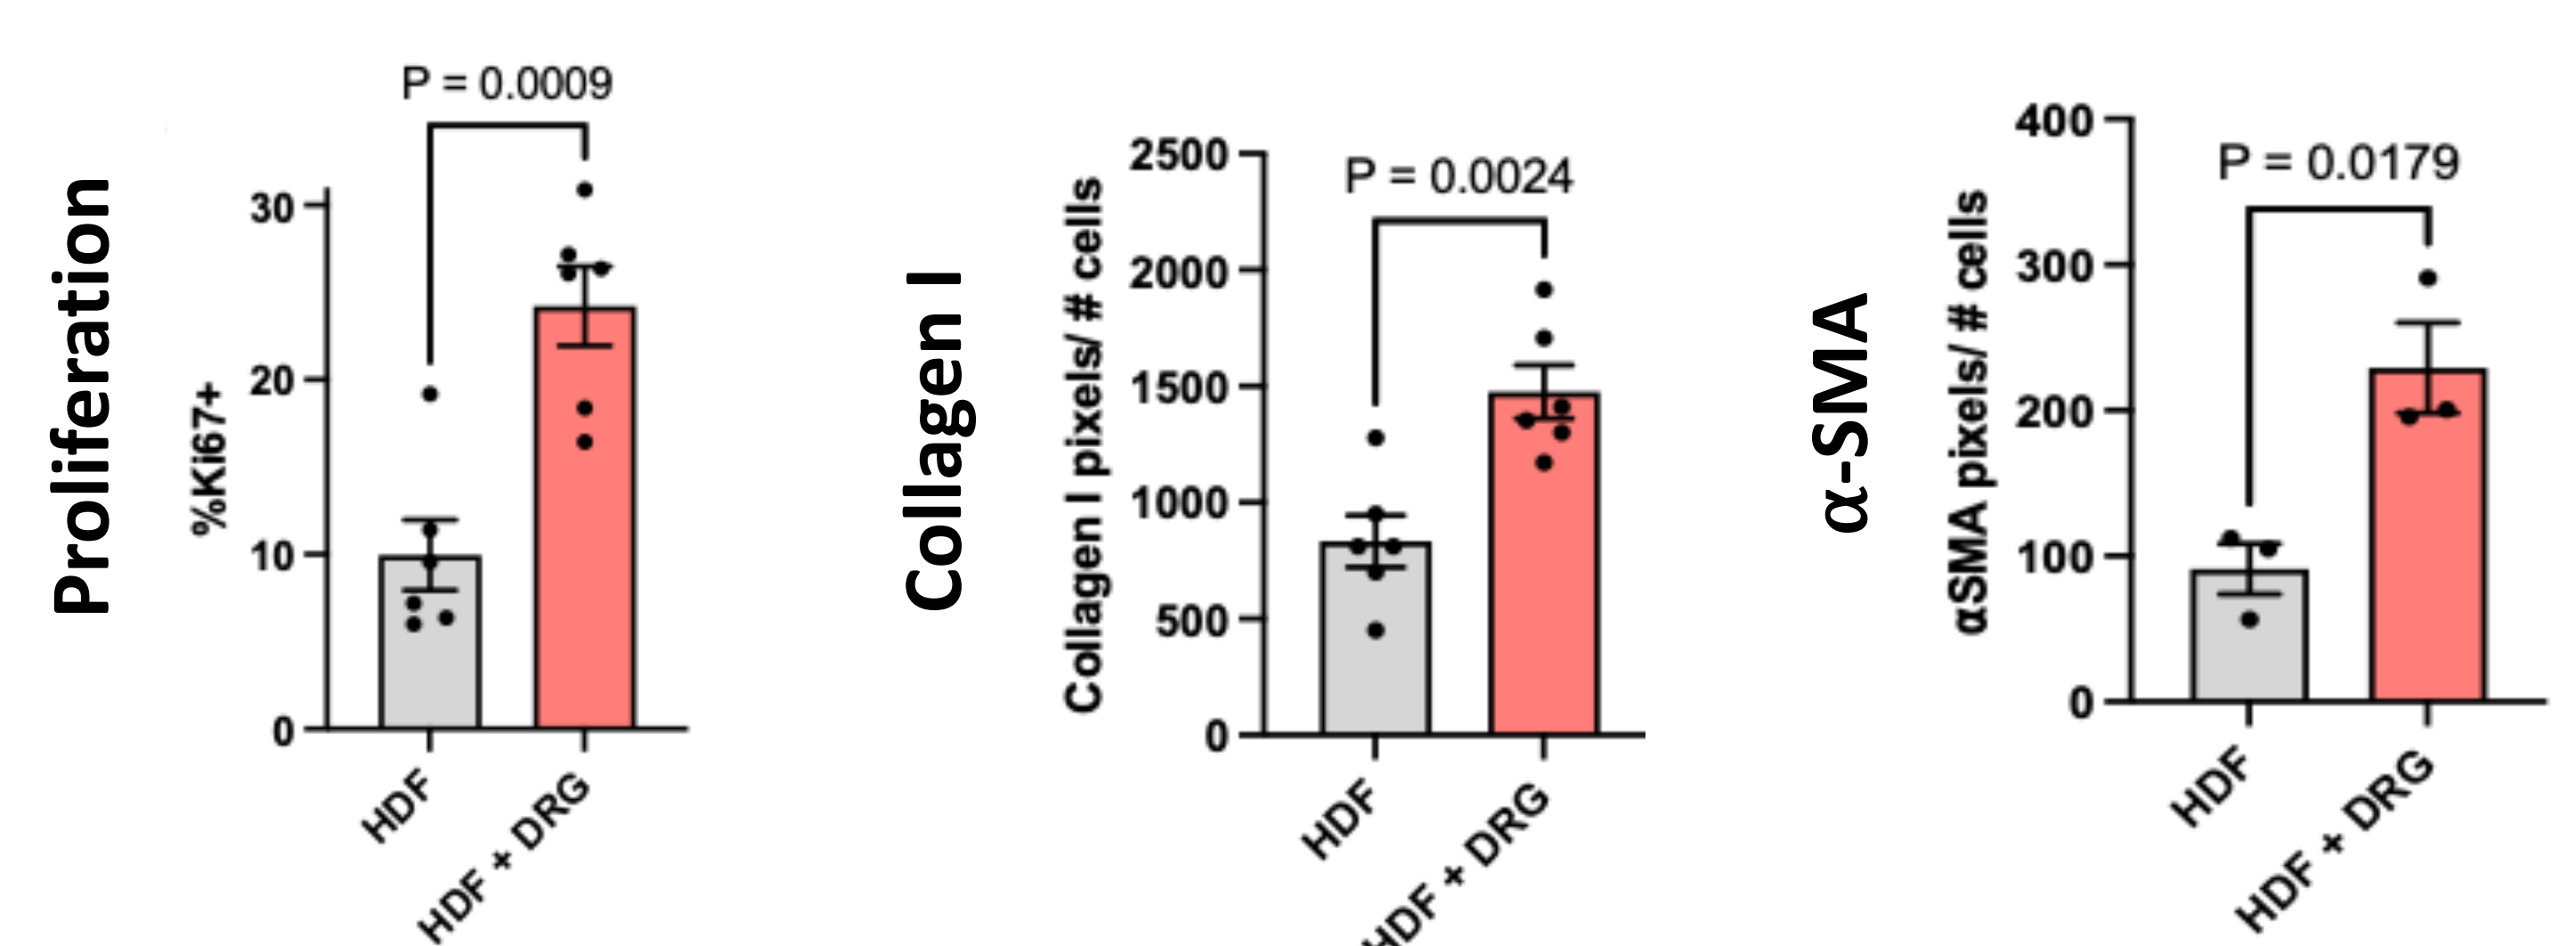 Proliferation
%Ki67+
P = 0.0009
30
20
10
0
HDF
HDF + DRG
Collagen I
Collagen I pixels/ # cells
P = 0.0024
2500
2000
1500
1000
500
0
HDF
HDF + DRG
α-SMA
αSMA pixels/ # cells
P = 0.0179
400
300
200
100
0
HDF
HDF + DRG